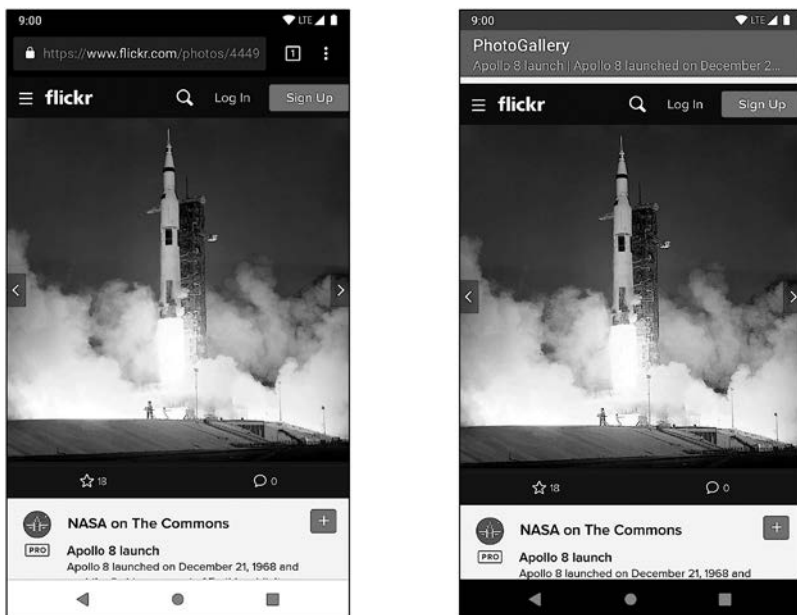 9:00 LTE
https://www.flickr.com/photos/4449 1
flickr Log In Sign Up
18 0
NASA on The Commons +
PRO Apollo 8 launch
Apollo 8 launched on December 21, 1968 and
9:00 LTE
PhotoGallery
Apollo 8 launch | Apollo 8 launched on December 2...
flickr Log In Sign Up
18 0
NASA on The Commons +
PRO Apollo 8 launch
Apollo 8 launched on December 21, 1968 and